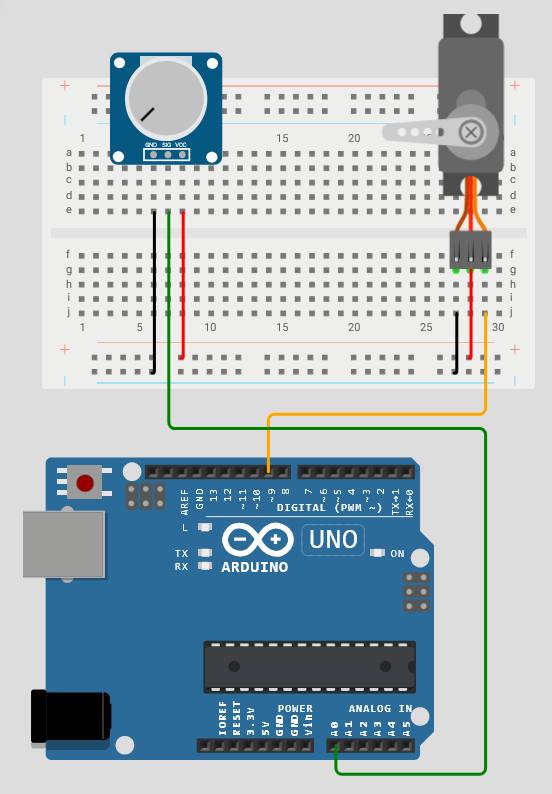 GND SIG VCC
+ +
1 15 20
a a
b b
c c
d d
e e
f f
g g
h h
i i
j j
1 5 10 15 20 25 30
+ +
AREF GND 13 12 ~11 ~10 ~9 8 7 ~6 ~5 4 ~3 2 TX→1 RX←0
DIGITAL (PWM ~)
L
UNO
TX ON
RX ARDUINO
POWER ANALOG IN
IOREF RESET 3.3V 5V GND GND Vin A0 A1 A2 A3 A4 A5